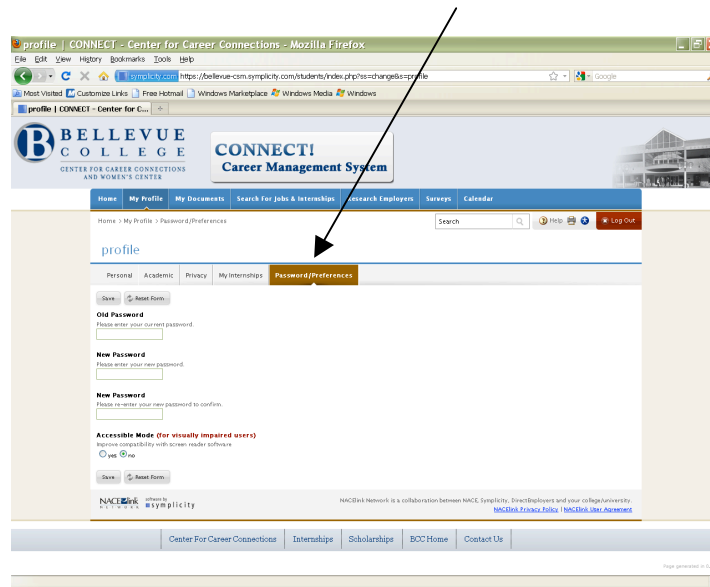 profile | CONNECT - Center for Career Connections - Mozilla Firefox
File Edit View History Bookmarks Tools Help
symplicity.com https://bellevue-csm.symplicity.com/students/index.php?ss=change&s=profile
Google
Most Visited Customize Links Free Hotmail Windows Marketplace Windows Media Windows
profile | CONNECT - Center for C...
BELLEVUE
COLLEGE
CENTER FOR CAREER CONNECTIONS
AND WOMEN'S CENTER
CONNECT!
Career Management System
Home My Profile My Documents Search For Jobs & Internships Research Employers Surveys Calendar
Home > My Profile > Password/Preferences
Search
Help
Log Out
profile
Personal Academic Privacy My Internships Password/Preferences
Save Reset Form
Old Password
Please enter your current password.
New Password
Please enter your new password.
New Password
Please re-enter your new password to confirm.
Accessible Mode (for visually impaired users)
Improve compatibility with screen reader software
yes no
Save Reset Form
NACElink NETWORK software by symplicity
NACElink Network is a collaboration between NACE, Symplicity, DirectEmployers and your college/university.
NACElink Privacy Policy | NACElink User Agreement
Center For Career Connections Internships Scholarships BCC Home Contact Us
Page generated in 0.